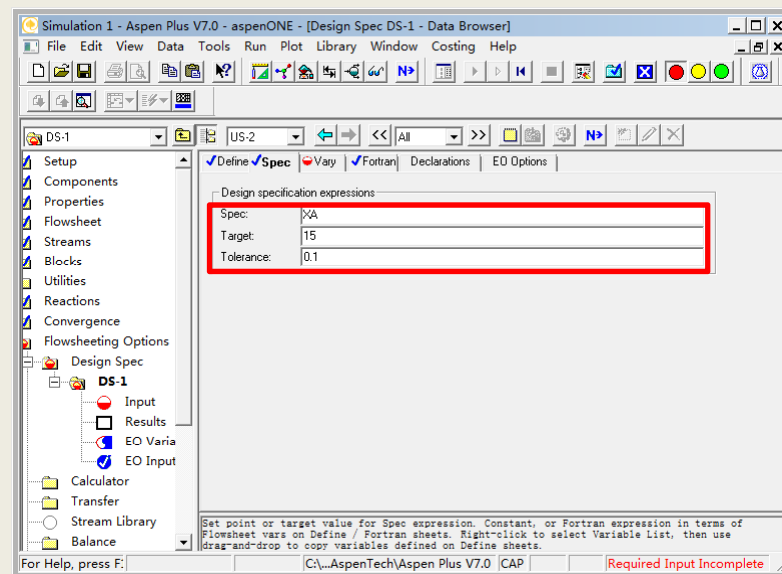 Simulation 1 - Aspen Plus V7.0 - aspenONE - [Design Spec DS-1 - Data Browser]
File Edit View Data Tools Run Plot Library Window Costing Help
N>
DS-1
US-2
<< All >>
N>
Define Spec Vary Fortran Declarations EO Options
Setup
Components
Properties
Flowsheet
Streams
Blocks
Utilities
Reactions
Convergence
Flowsheeting Options
Design Spec
DS-1
Input
Results
EO Varia
EO Input
Calculator
Transfer
Stream Library
Balance
Design specification expressions
Spec: XA
Target: 15
Tolerance: 0.1
Set point or target value for Spec expression. Constant, or Fortran expression in terms of
Flowsheet vars on Define / Fortran sheets. Right-click to select Variable List, then use
drag-and-drop to copy variables defined on Define sheets.
For Help, press F:
C:\...AspenTech\Aspen Plus V7.0 CAP
Required Input Incomplete